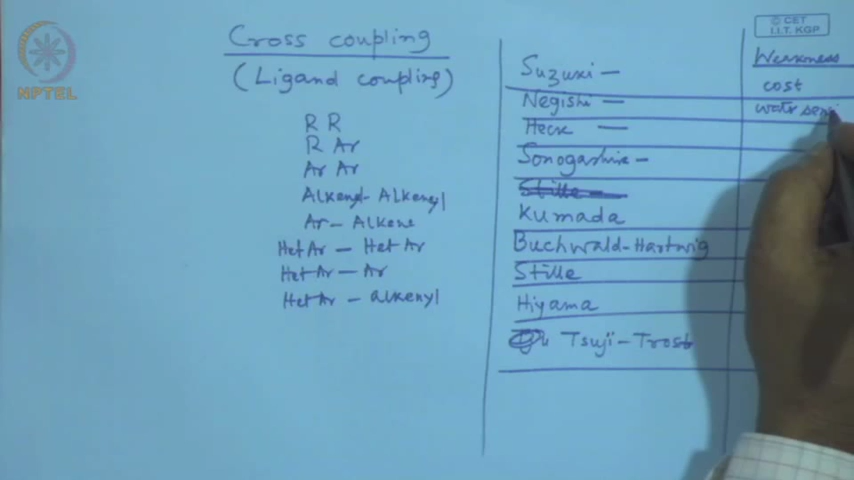 © CET
I.I.T. KGP
NPTEL
Cross coupling
(Ligand coupling)
R R
R Ar
Ar Ar
Alkenyl - Alkenyl
Ar - Alkene
Het Ar - Het Ar
Het Ar - Ar
Het Ar - alkenyl
Suzuki -
Negishi -
Heck -
Sonogashira -
Stille -
Kumada
Buchwald-Hartwig
Stille
Hiyama
Tsuji - Trost
Weakness
cost
water sensi